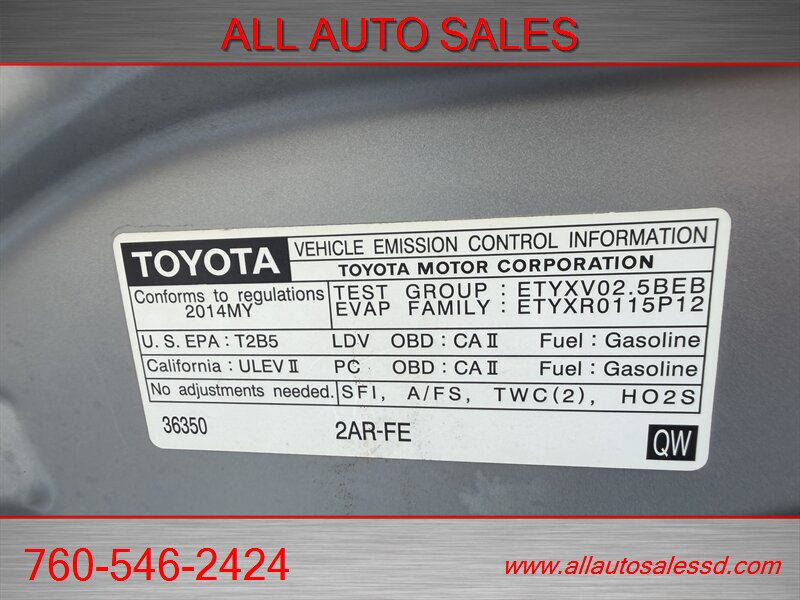 ALL AUTO SALES
TOYOTA VEHICLE EMISSION CONTROL INFORMATION
TOYOTA MOTOR CORPORATION
Conforms to regulations
2014MY
TEST GROUP : ETYXV02.5BEB
EVAP FAMILY : ETYXR0115P12
U. S. EPA : T2B5 LDV OBD : CA II Fuel : Gasoline
California : ULEV II PC OBD : CA II Fuel : Gasoline
No adjustments needed. SFI, A/FS, TWC(2), HO2S
36350 2AR-FE QW
760-546-2424 www.allautosalessd.com